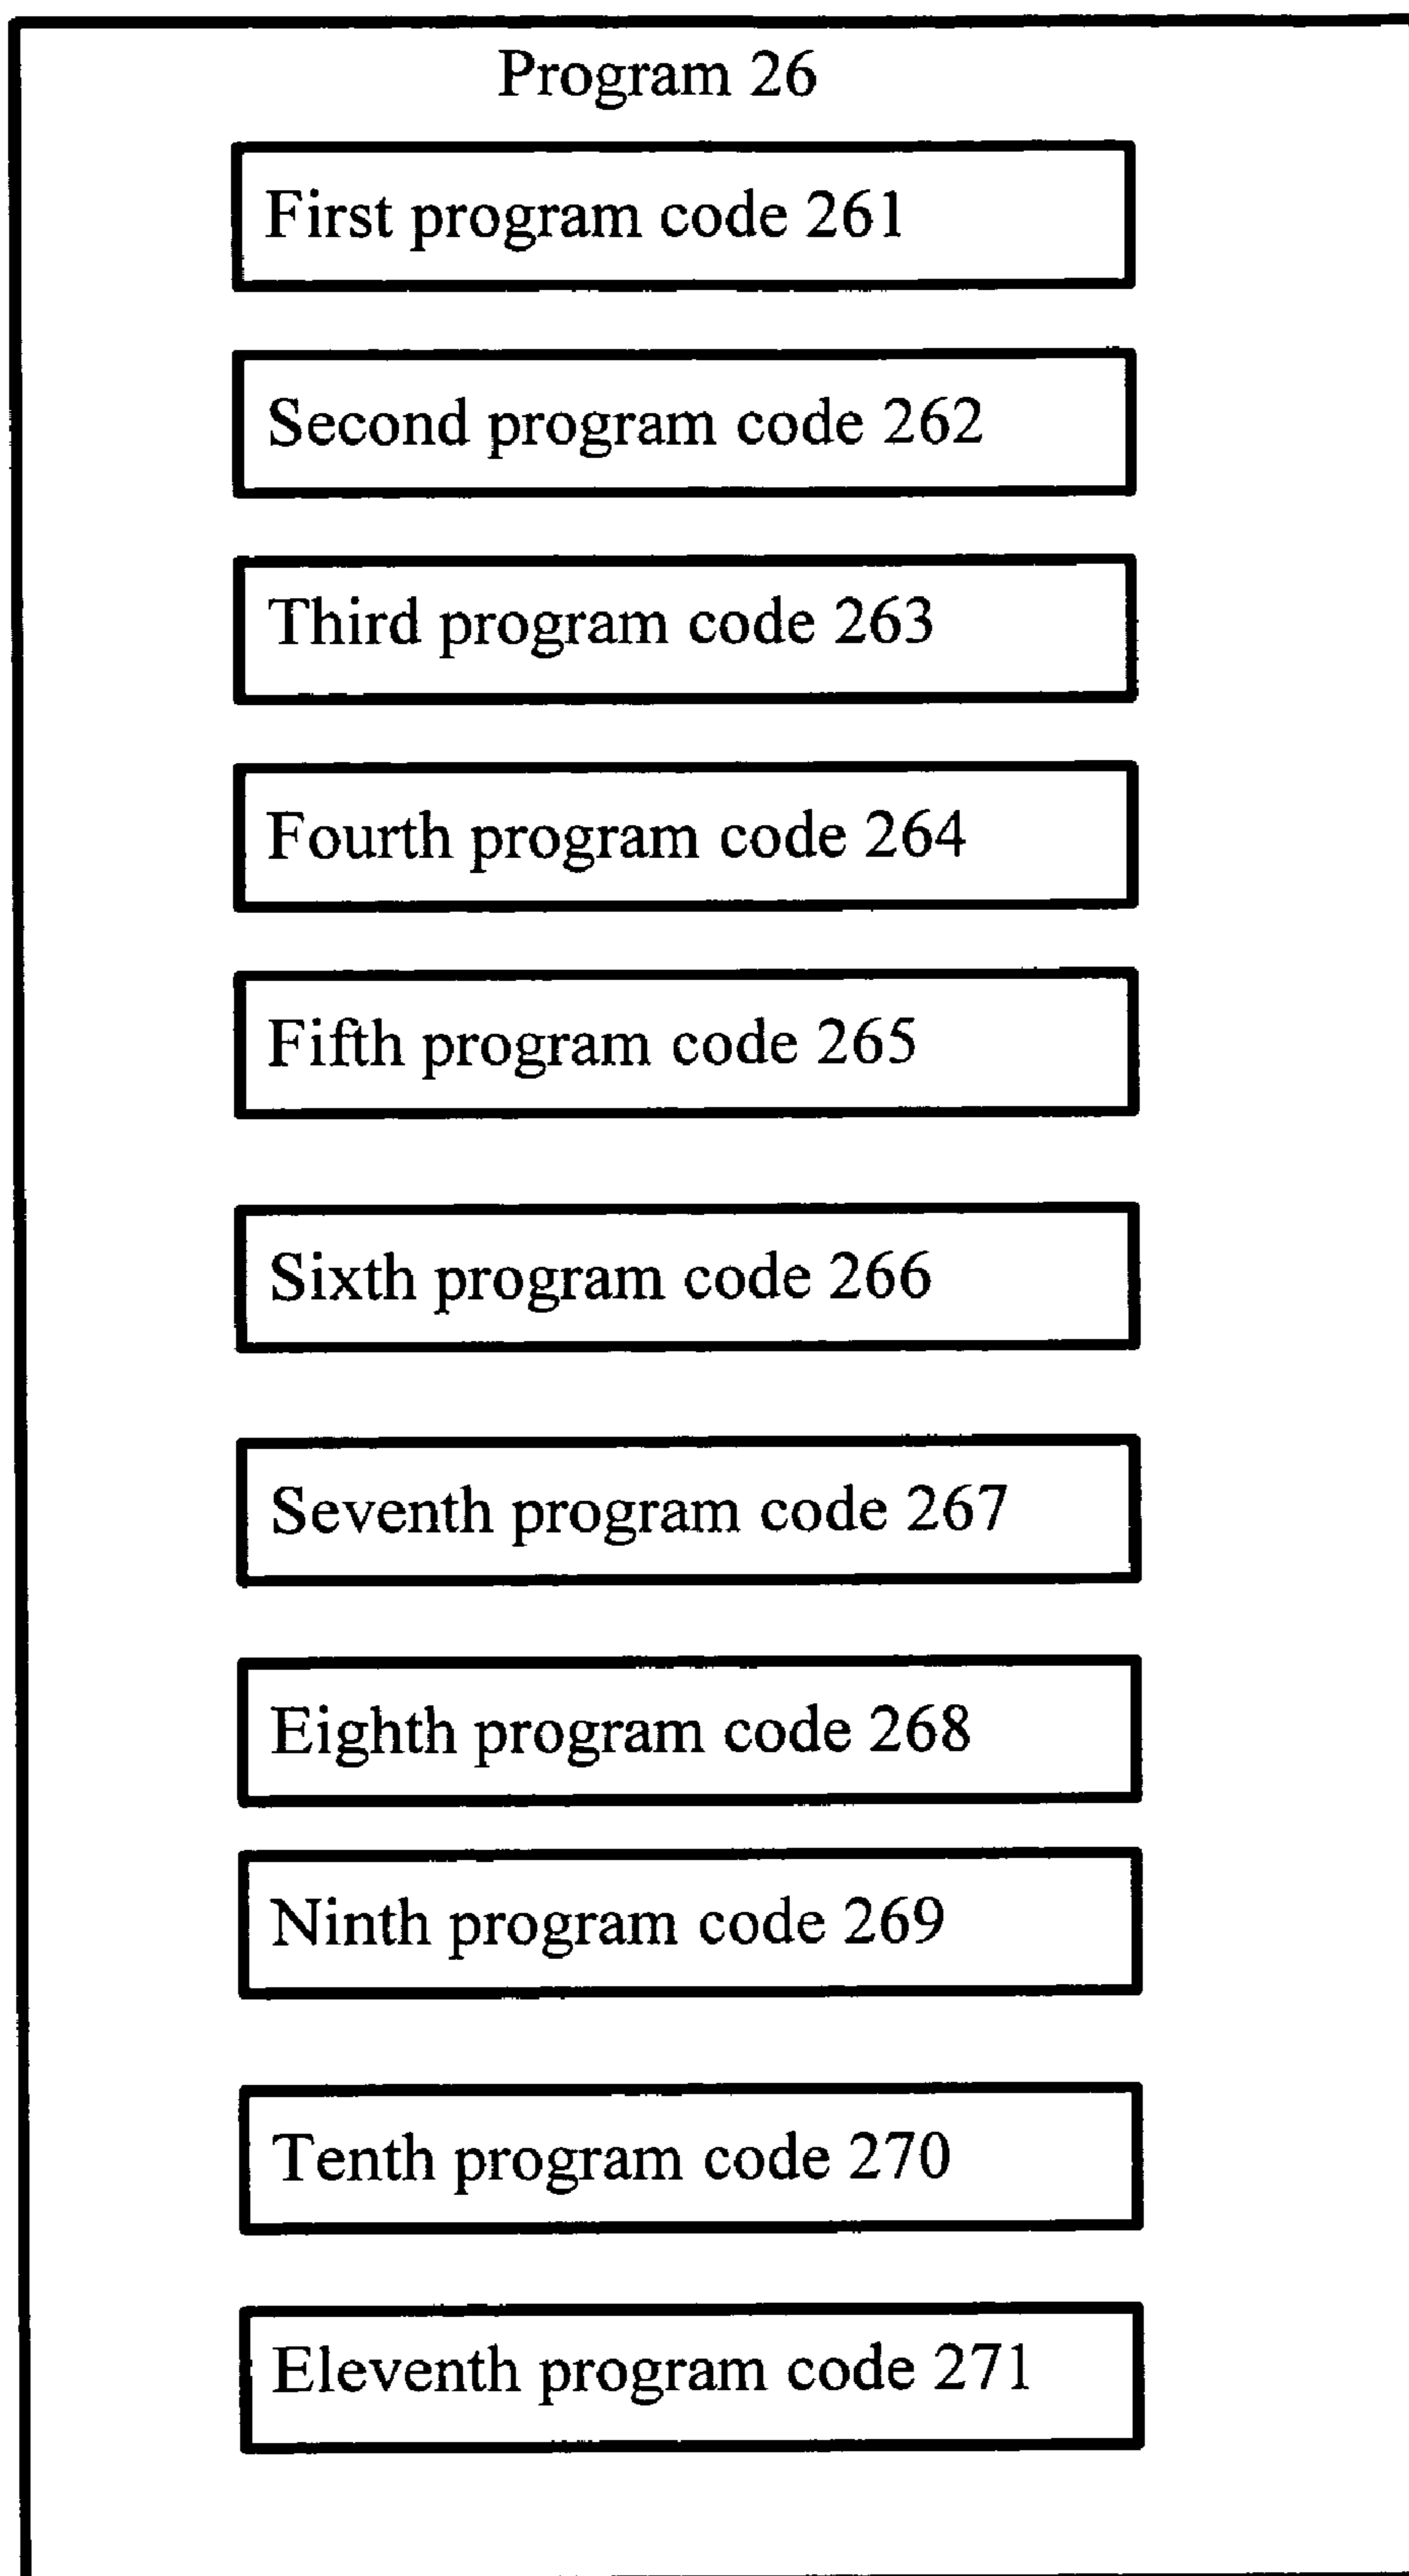 Program 26
First program code 261
Second program code 262
Third program code 263
Fourth program code 264
Fifth program code 265
Sixth program code 266
Seventh program code 267
Eighth program code 268
Ninth program code 269
Tenth program code 270
Eleventh program code 271